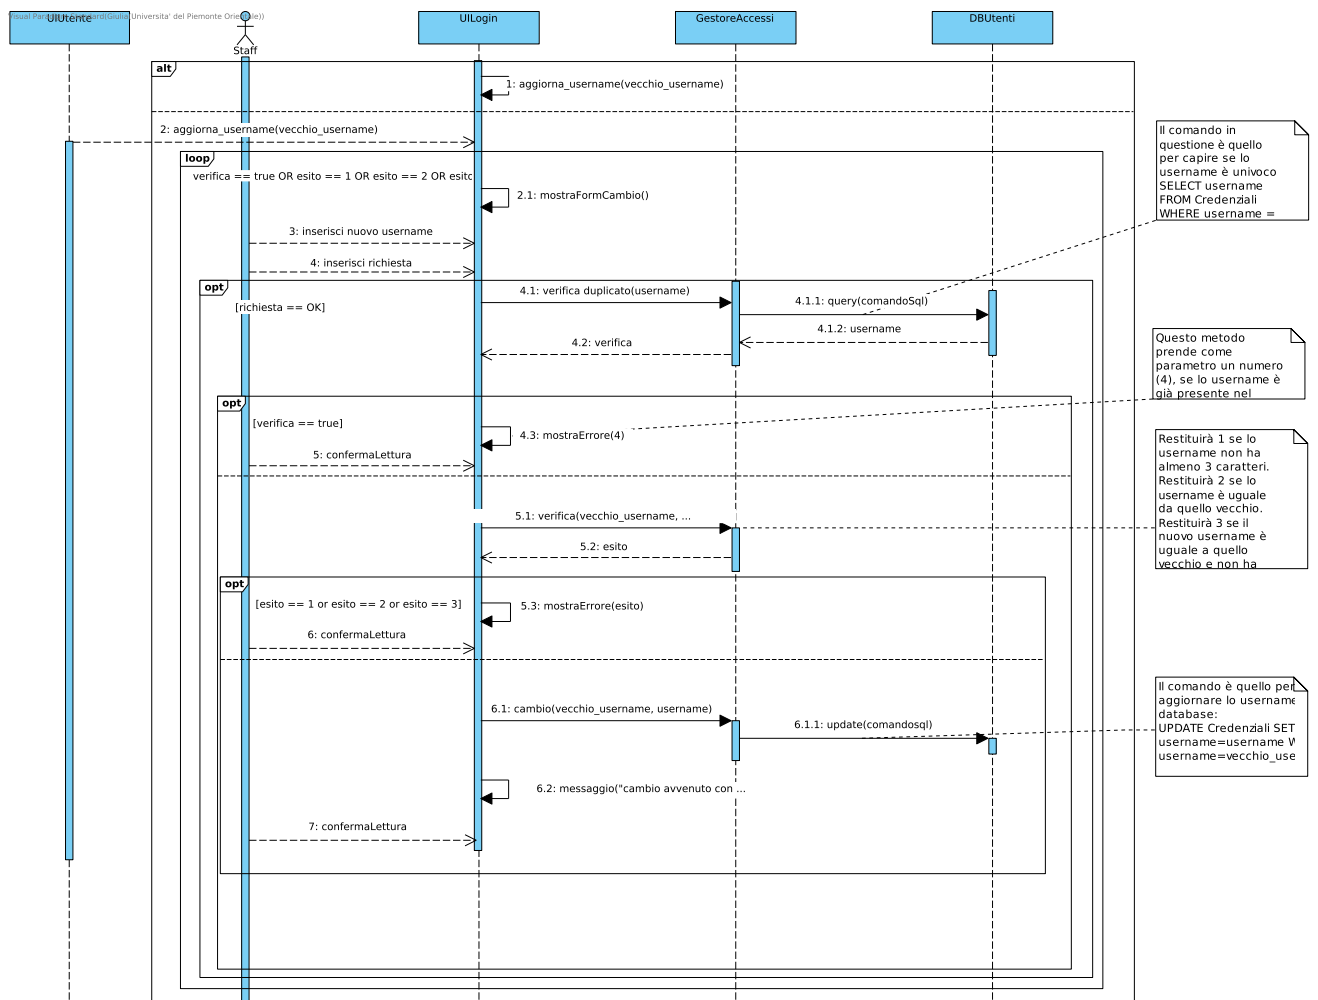 Visual Paradigm Standard(Giulia(Universita' del Piemonte Orientale))
UIUtente
Staff
UILogin
GestoreAccessi
DBUtenti
alt
1: aggiorna_username(vecchio_username)
2: aggiorna_username(vecchio_username)
loop
verifica == true OR esito == 1 OR esito == 2 OR esito
2.1: mostraFormCambio()
3: inserisci nuovo username
4: inserisci richiesta
opt
[richiesta == OK]
4.1: verifica duplicato(username)
4.1.1: query(comandoSql)
4.1.2: username
4.2: verifica
opt
[verifica == true]
4.3: mostraErrore(4)
5: confermaLettura
5.1: verifica(vecchio_username, ...
5.2: esito
opt
[esito == 1 or esito == 2 or esito == 3]
5.3: mostraErrore(esito)
6: confermaLettura
6.1: cambio(vecchio_username, username)
6.1.1: update(comandosql)
6.2: messaggio("cambio avvenuto con ...
7: confermaLettura
Il comando in
questione è quello
per capire se lo
username è univoco
SELECT username
FROM Credenziali
WHERE username =
Questo metodo
prende come
parametro un numero
(4), se lo username è
già presente nel
Restituirà 1 se lo
username non ha
almeno 3 caratteri.
Restituirà 2 se lo
username è uguale
da quello vecchio.
Restituirà 3 se il
nuovo username è
uguale a quello
vecchio e non ha
Il comando è quello per
aggiornare lo username
database:
UPDATE Credenziali SET
username=username W
username=vecchio_use